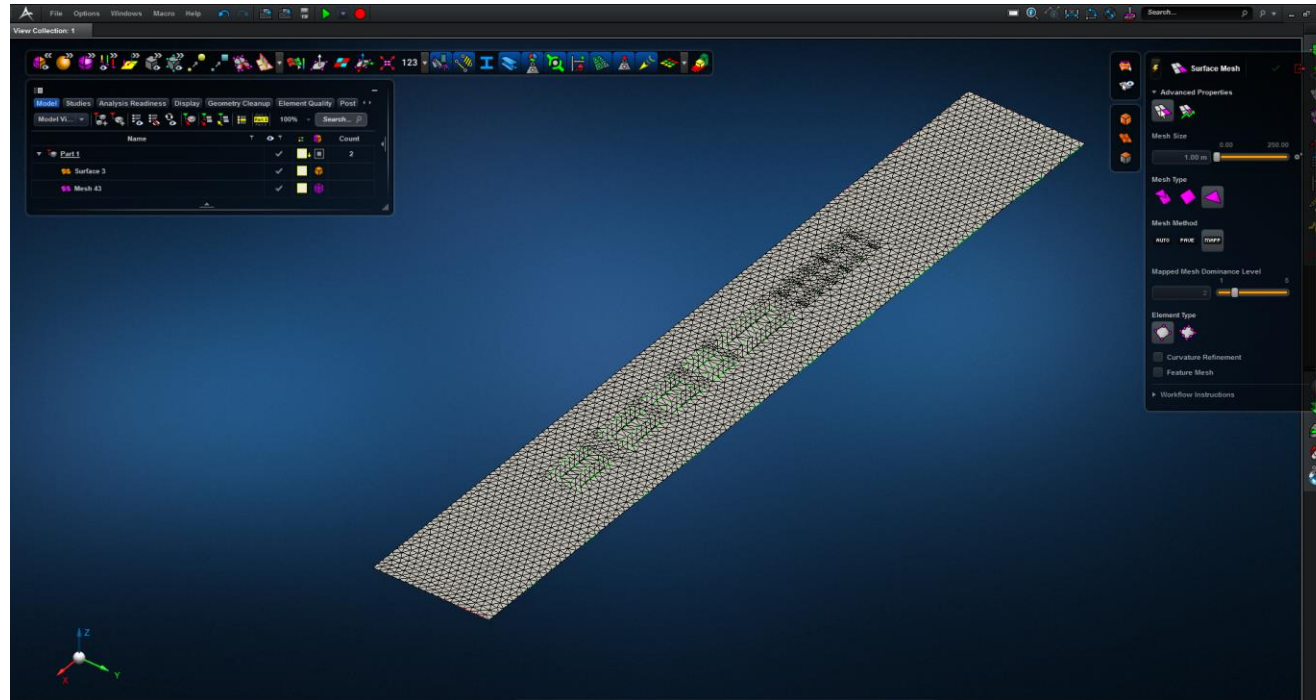 File Options Windows Macro Help Search...
View Collection: 1
123
Model Studies Analysis Readiness Display Geometry Cleanup Element Quality Post
Model Vi... 100% Search...
Name Count
Part 1 2
Surface 3
Mesh 43
Surface Mesh
Advanced Properties
Mesh Size
0.00 250.00
1.00 m
Mesh Type
Mesh Method
AUTO PAVE MAPP
Mapped Mesh Dominance Level
1 5
2
Element Type
Curvature Refinement
Feature Mesh
Workflow Instructions
Z
X Y